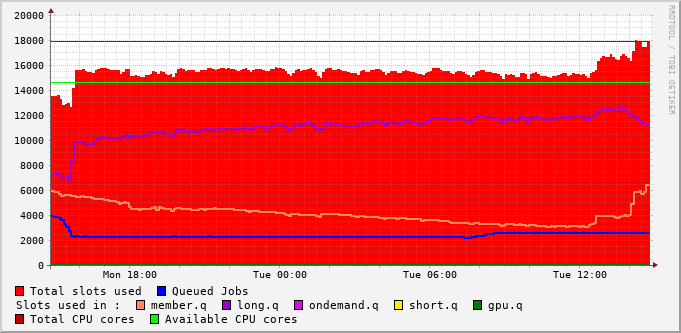 20000
18000
16000
14000
12000
10000
8000
6000
4000
2000
0
Mon 18:00 Tue 00:00 Tue 06:00 Tue 12:00
Total slots used Queued Jobs
Slots used in : member.q long.q ondemand.q short.q gpu.q
Total CPU cores Available CPU cores
RRDTOOL / TOBI OETIKER